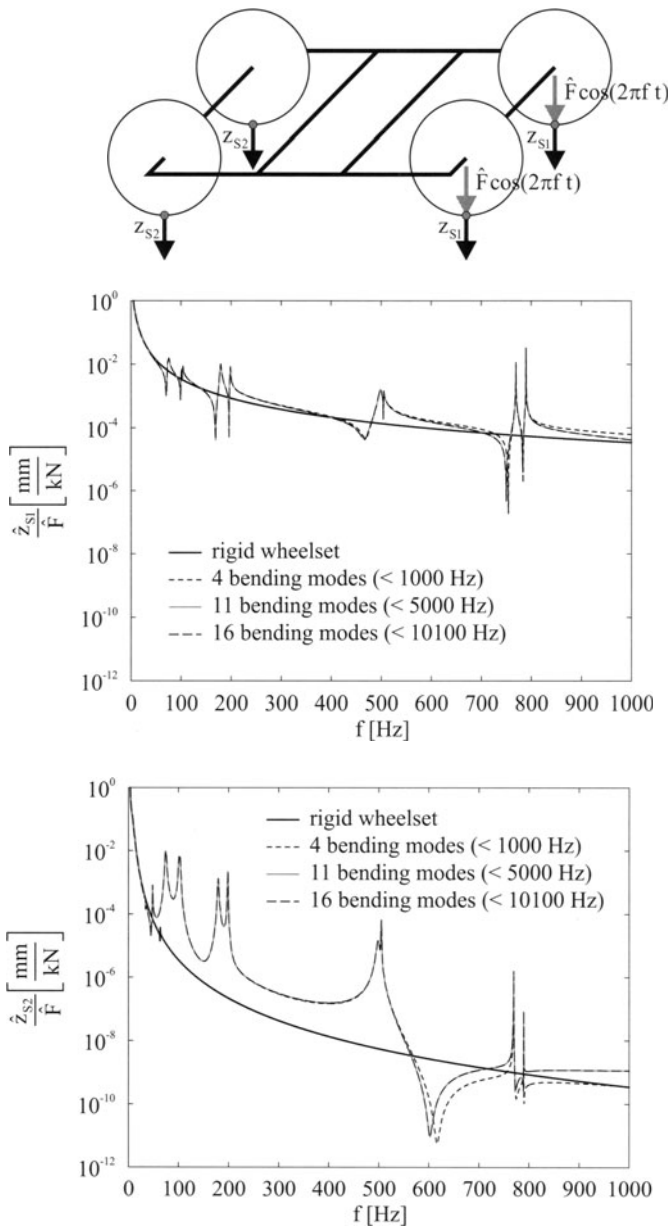 F̂cos(2πf t)
z_S2
z_S1
F̂cos(2πf t)
z_S2
z_S1
10^0
10^-2
10^-4
10^-6
10^-8
10^-10
10^-12
ẑ_S1/F̂ [mm/kN]
rigid wheelset
4 bending modes (< 1000 Hz)
11 bending modes (< 5000 Hz)
16 bending modes (< 10100 Hz)
0 100 200 300 400 500 600 700 800 900 1000
f [Hz]
10^0
10^-2
10^-4
10^-6
10^-8
10^-10
10^-12
ẑ_S2/F̂ [mm/kN]
rigid wheelset
4 bending modes (< 1000 Hz)
11 bending modes (< 5000 Hz)
16 bending modes (< 10100 Hz)
0 100 200 300 400 500 600 700 800 900 1000
f [Hz]